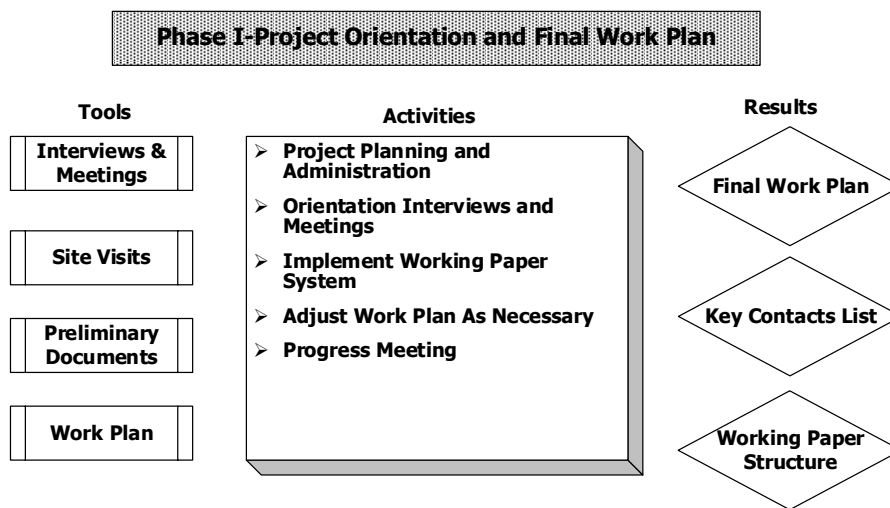 Phase I-Project Orientation and Final Work Plan
Tools
Interviews &
Meetings
Site Visits
Preliminary
Documents
Work Plan
Activities
➢ Project Planning and
Administration
➢ Orientation Interviews and
Meetings
➢ Implement Working Paper
System
➢ Adjust Work Plan As Necessary
➢ Progress Meeting
Results
Final Work Plan
Key Contacts List
Working Paper
Structure